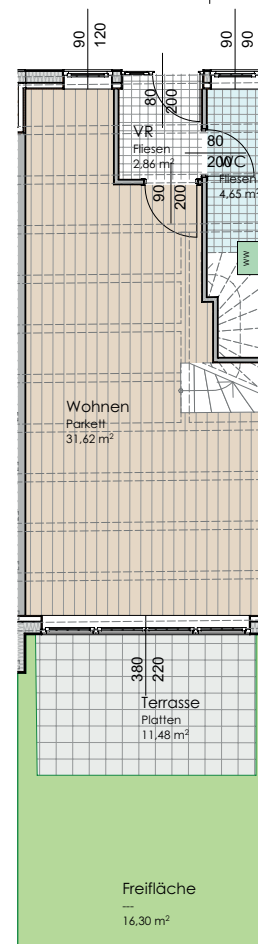 90
120
90
90
80
200
VR
Fliesen
2,86 m²
80
200
WC
Fliesen
4,65 m²
90
200
WW
Wohnen
Parkett
31,62 m²
380
220
Terrasse
Platten
11,48 m²
Freifläche
---
16,30 m²